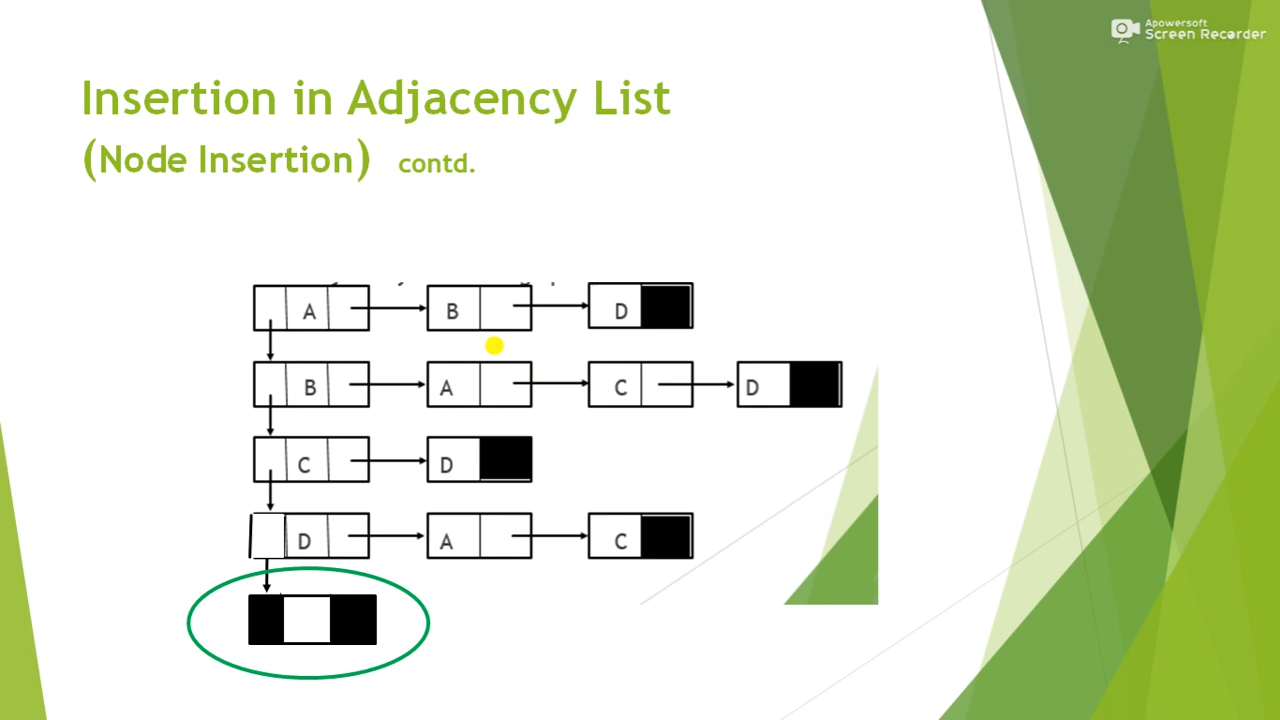 Apowersoft
Screen Recorder
Insertion in Adjacency List
(Node Insertion) contd.
A B D
B A C D
C D
D A C